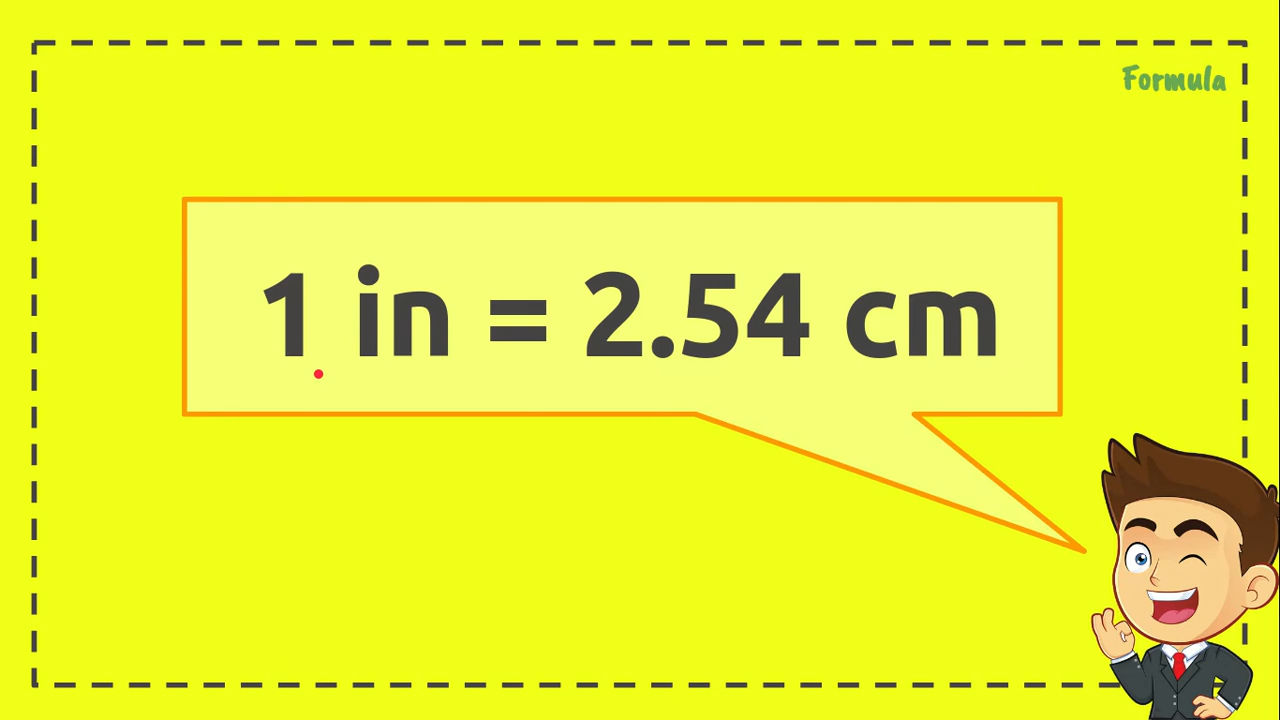 Formula
1 in = 2.54 cm